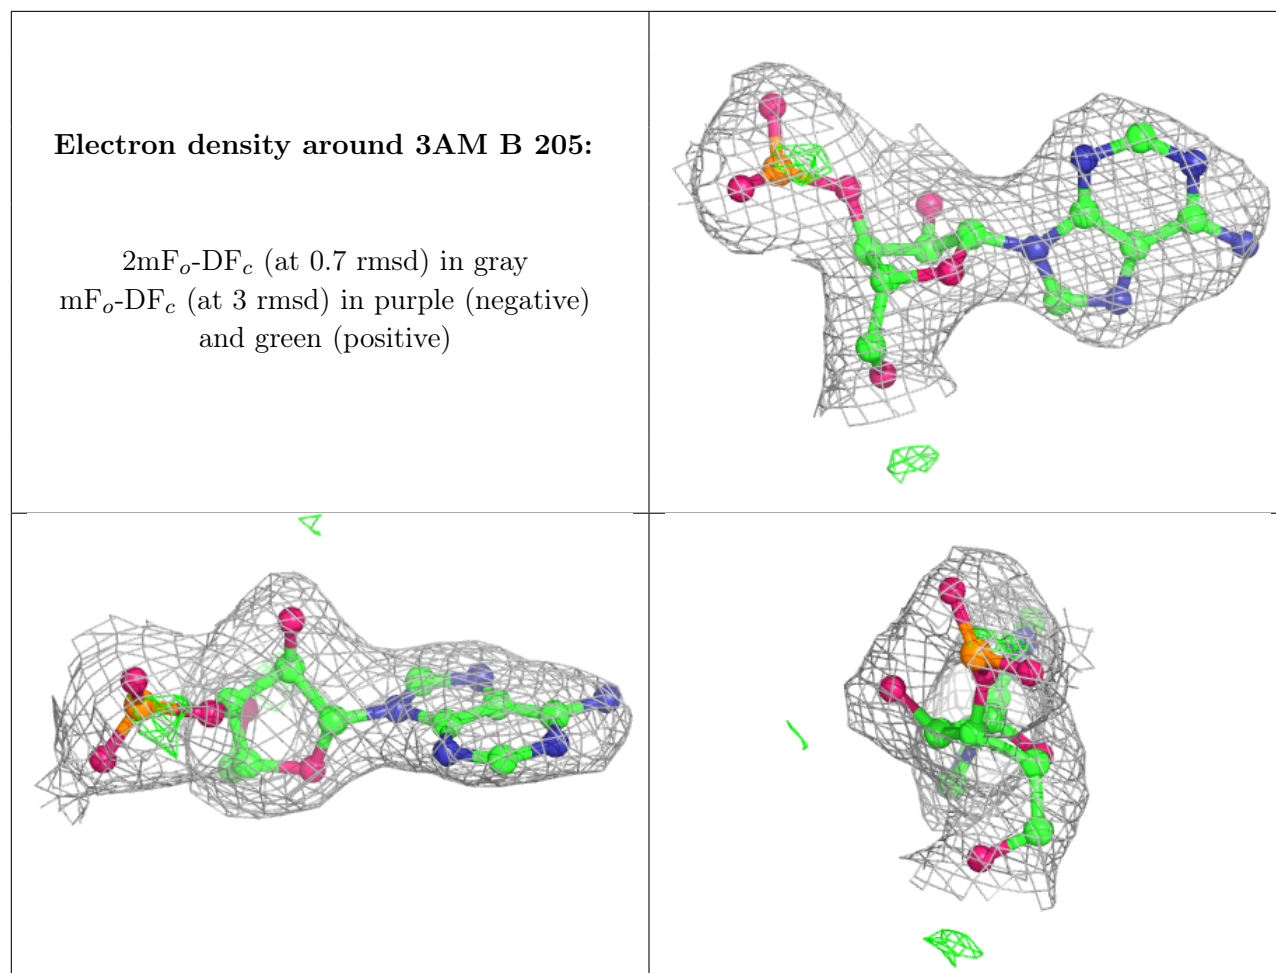 Electron density around 3AM B 205:
2mFo-DFc (at 0.7 rmsd) in gray
mFo-DFc (at 3 rmsd) in purple (negative)
and green (positive)